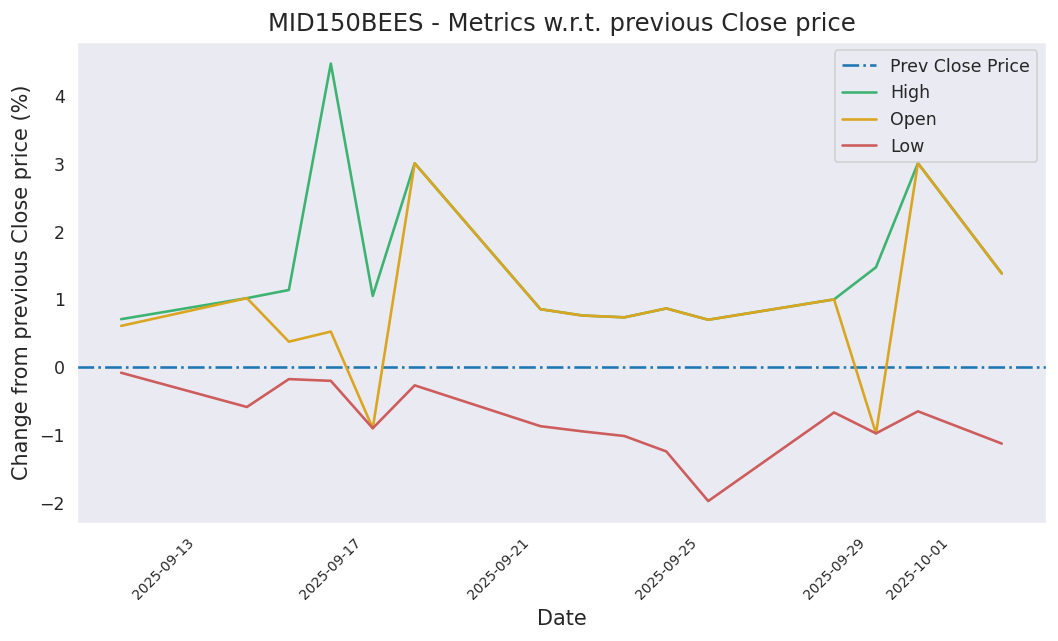 MID150BEES - Metrics w.r.t. previous Close price
Prev Close Price
High
Open
Low
Change from previous Close price (%)
4
3
2
1
0
−1
−2
2025-09-13
2025-09-17
2025-09-21
2025-09-25
2025-09-29
2025-10-01
Date